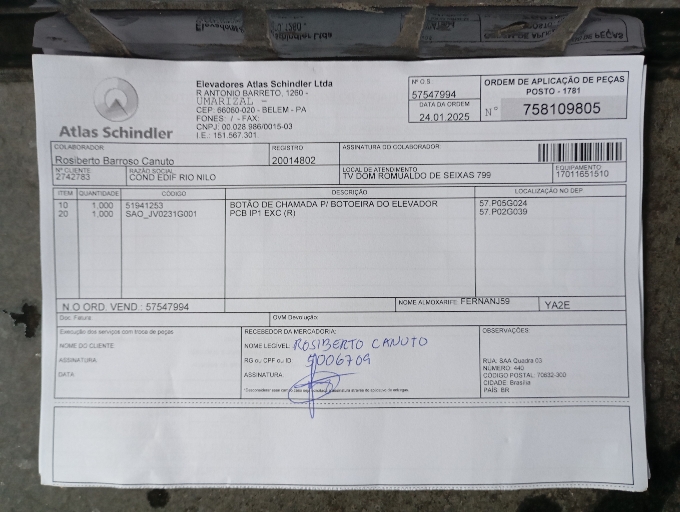 Elevadores Atlas Schindler Ltda
R ANTONIO BARRETO, 1260 -
UMARIZAL -
CEP: 66060-020 - BELEM - PA
FONES: / - FAX:
CNPJ: 00.028.986/0015-03
I.E.: 151.567.301
Atlas Schindler
Nº O.S.
57547994
DATA DA ORDEM
24.01.2025
ORDEM DE APLICAÇÃO DE PEÇAS
POSTO - 1781
Nº 758109805
COLABORADOR
Rosiberto Barroso Canuto
REGISTRO
20014802
ASSINATURA DO COLABORADOR
Nº CLIENTE
2742783
RAZÃO SOCIAL
COND EDIF RIO NILO
LOCAL DE ATENDIMENTO
TV DOM ROMUALDO DE SEIXAS 799
EQUIPAMENTO
17011651510
ITEM QUANTIDADE CÓDIGO DESCRIÇÃO LOCALIZAÇÃO NO DEP
10 1,000 51941253 BOTÃO DE CHAMADA P/ BOTOEIRA DO ELEVADOR 57.P05G024
20 1,000 SAO_JV0231G001 PCB IP1 EXC (R) 57.P02G039
N.O ORD. VEND.: 57547994
NOME ALMOXARIFE: FERNANJ59
YA2E
Doc. Fatura:
GVM Devolução:
Execução dos serviços com troca de peças
NOME DO CLIENTE
ASSINATURA
DATA
RECEBEDOR DA MERCADORIA:
NOME LEGÍVEL: ROSIBERTO CANUTO
RG ou CPF ou ID 5006709
ASSINATURA:
OBSERVAÇÕES:
RUA: SAA Quadra 03
NÚMERO: 440
CÓDIGO POSTAL: 70632-300
CIDADE: Brasília
PAÍS: BR